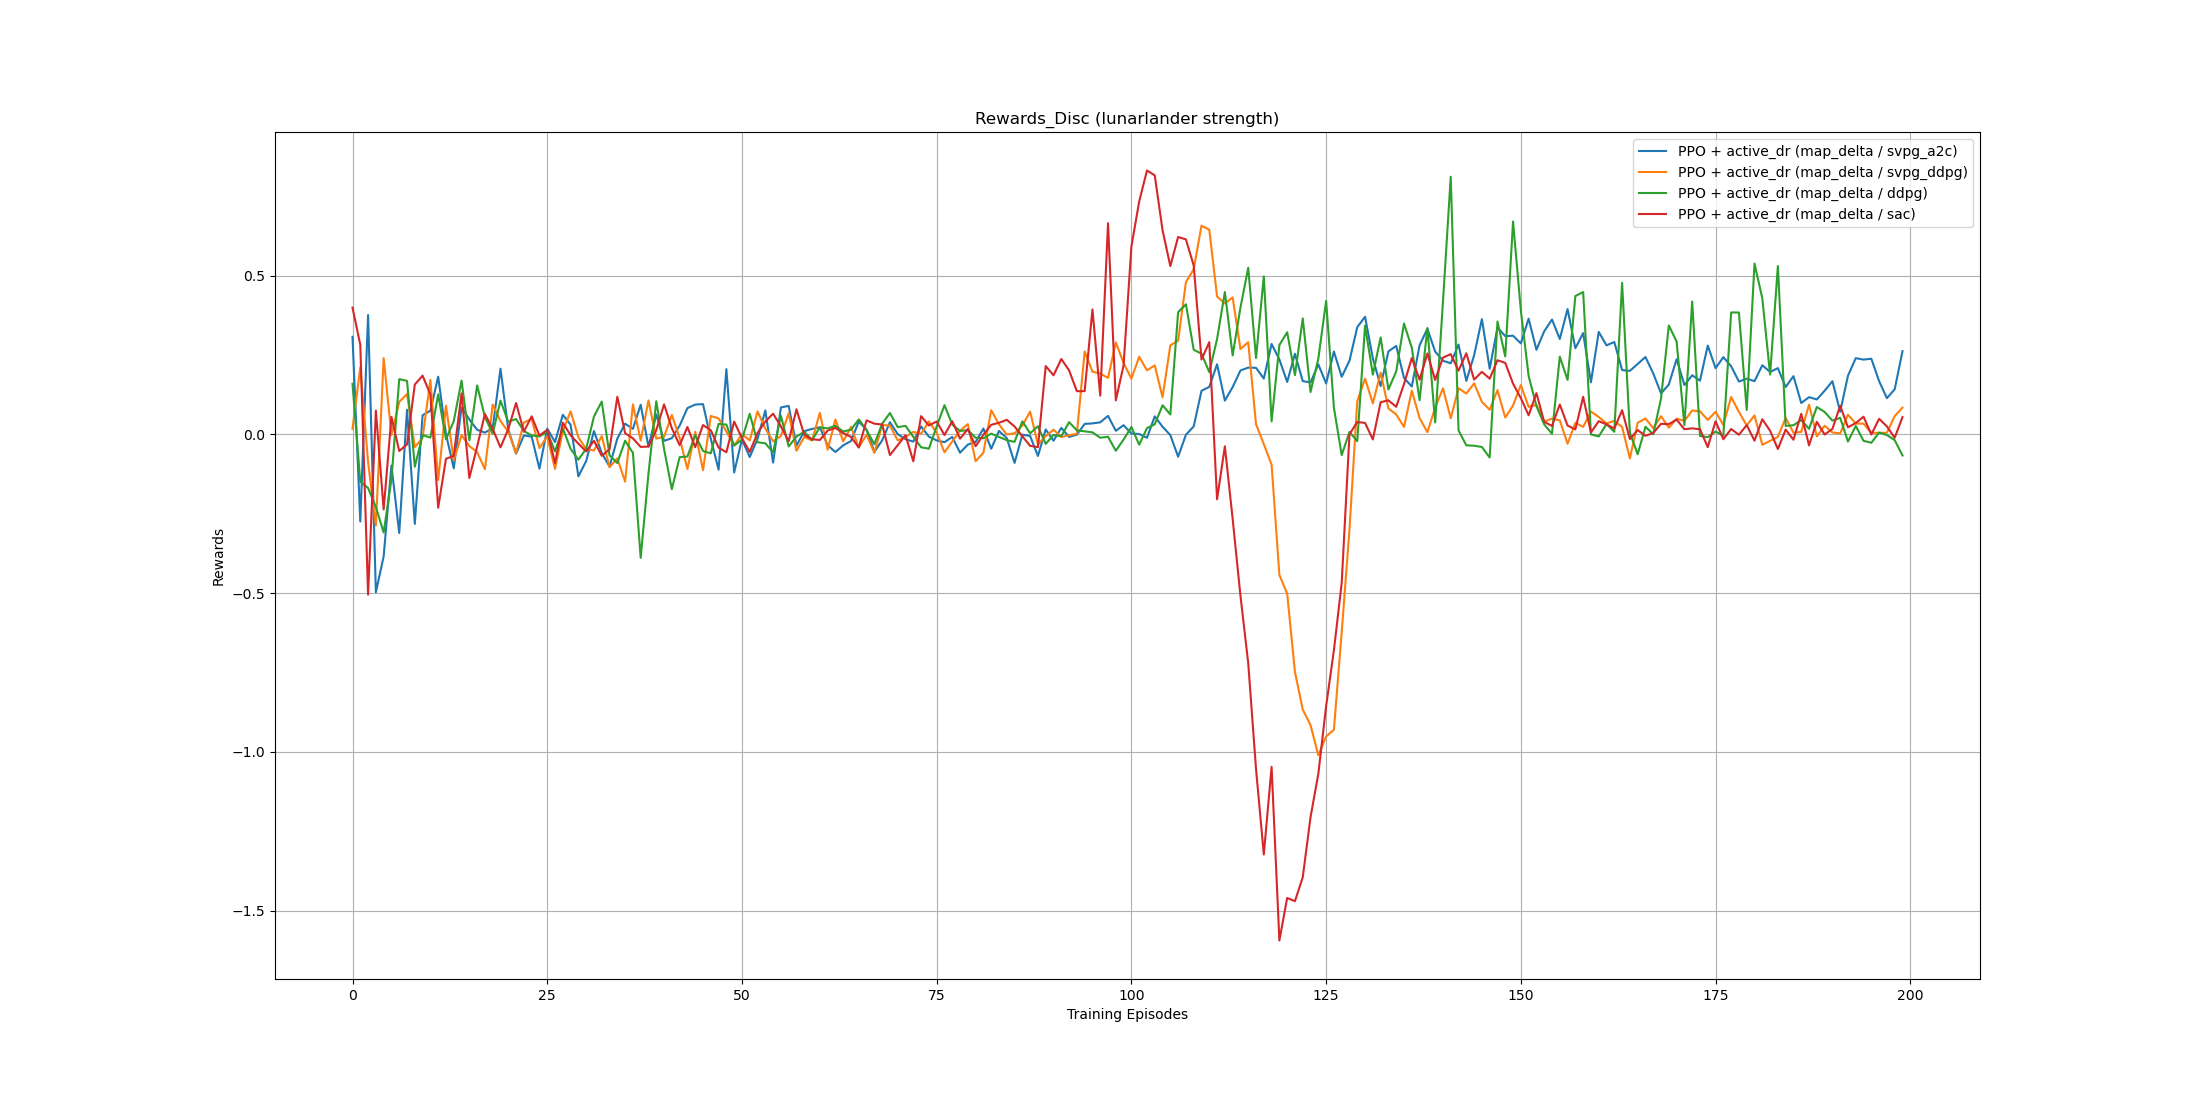 Rewards_Disc (lunarlander strength)
PPO + active_dr (map_delta / svpg_a2c)
PPO + active_dr (map_delta / svpg_ddpg)
PPO + active_dr (map_delta / ddpg)
PPO + active_dr (map_delta / sac)
0.5
0.0
−0.5
−1.0
−1.5
Rewards
0 25 50 75 100 125 150 175 200
Training Episodes